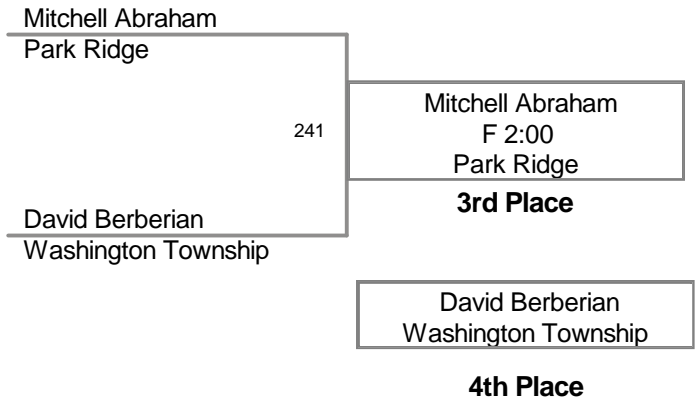 Mitchell Abraham
Park Ridge
241
Mitchell Abraham
F 2:00
Park Ridge
3rd Place
David Berberian
Washington Township
David Berberian
Washington Township
4th Place